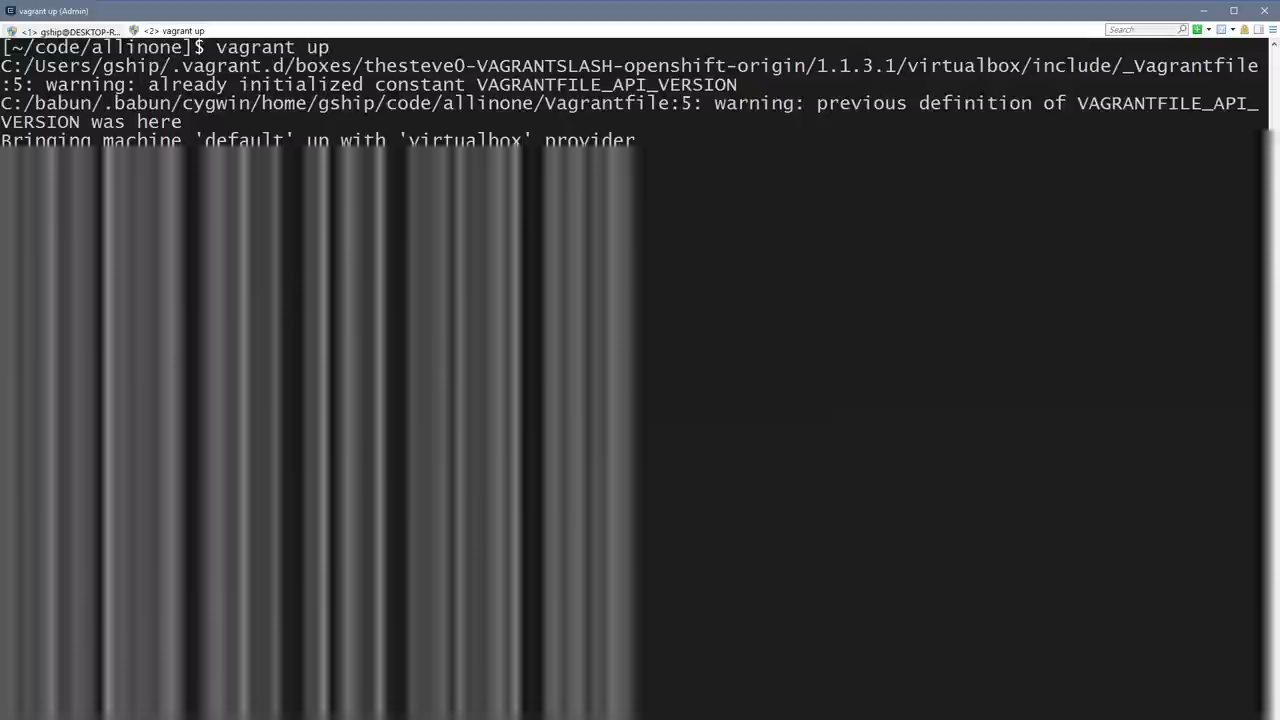 vagrant up (Admin)
<1> gship@DESKTOP-R... <2> vagrant up Search
[~/code/allinone]$ vagrant up
C:/Users/gship/.vagrant.d/boxes/thesteve0-VAGRANTSLASH-openshift-origin/1.1.3.1/virtualbox/include/_Vagrantfile
:5: warning: already initialized constant VAGRANTFILE_API_VERSION
C:/babun/.babun/cygwin/home/gship/code/allinone/Vagrantfile:5: warning: previous definition of VAGRANTFILE_API_
VERSION was here
Bringing machine 'default' up with 'virtualbox' provider